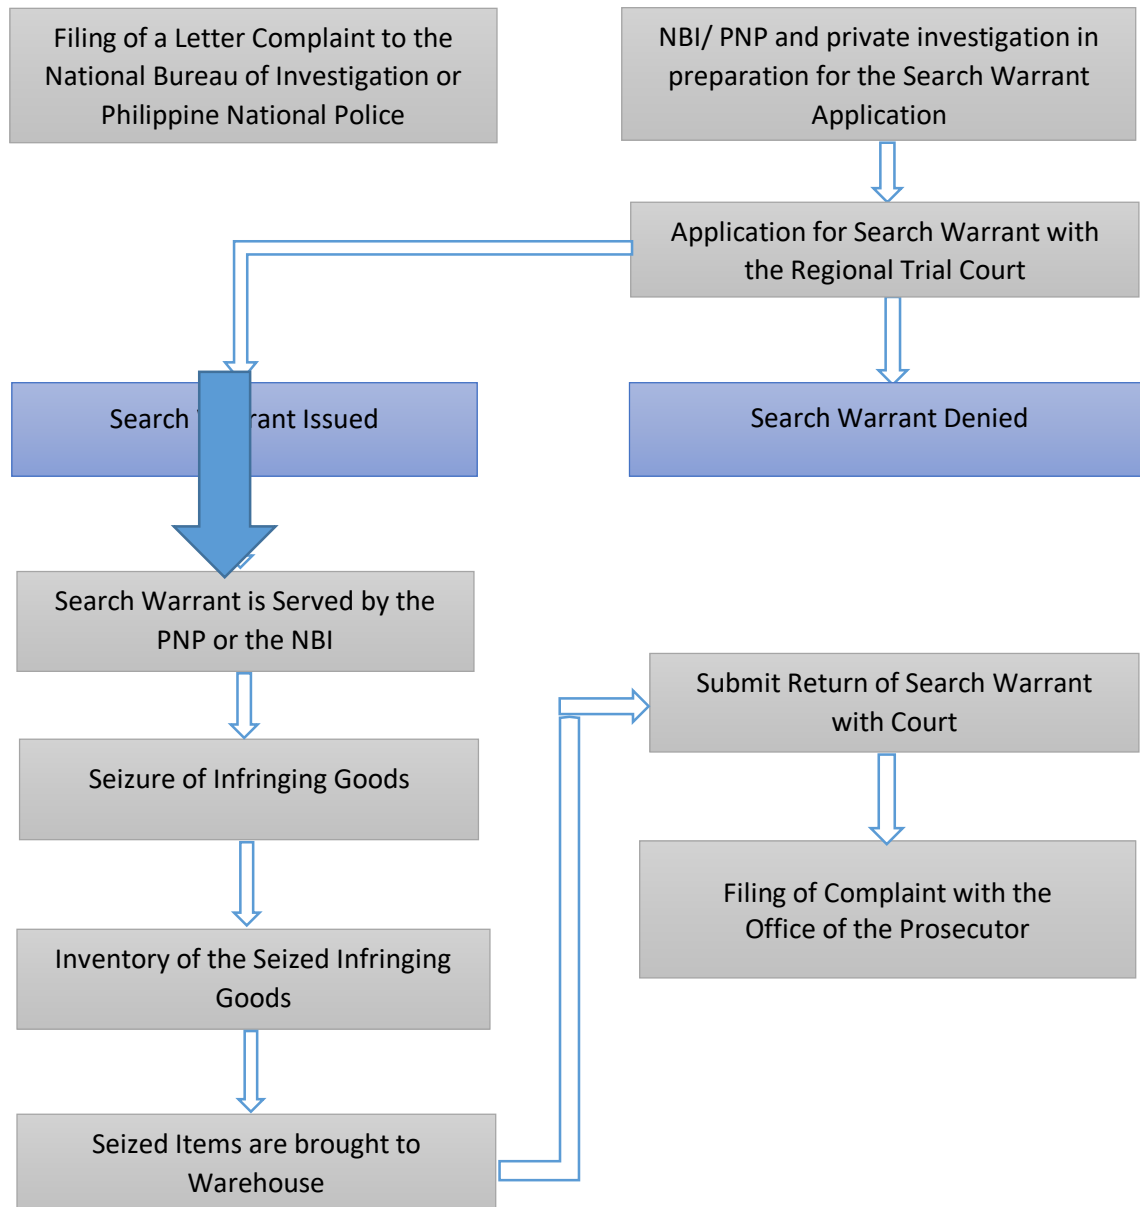 Filing of a Letter Complaint to the
National Bureau of Investigation or
Philippine National Police
NBI/ PNP and private investigation in
preparation for the Search Warrant
Application
Application for Search Warrant with
the Regional Trial Court
Search Warrant Issued
Search Warrant Denied
Search Warrant is Served by the
PNP or the NBI
Seizure of Infringing Goods
Inventory of the Seized Infringing
Goods
Seized Items are brought to
Warehouse
Submit Return of Search Warrant
with Court
Filing of Complaint with the
Office of the Prosecutor